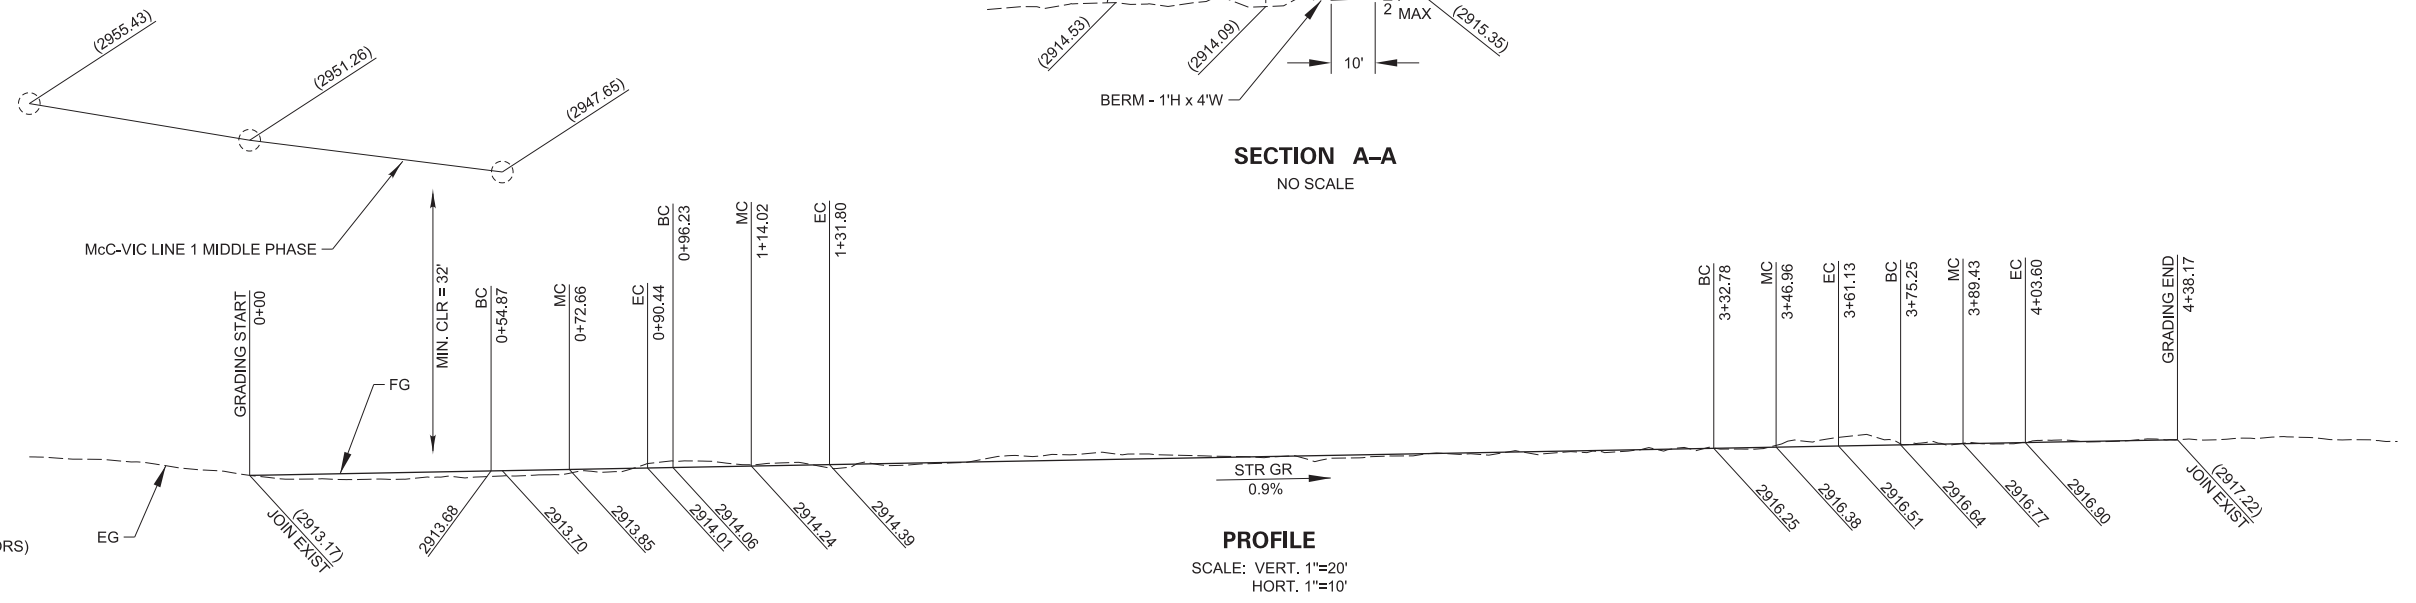 (2955.43)
(2951.26)
(2947.65)
McC-VIC LINE 1 MIDDLE PHASE
(2914.53)
(2914.09)
2 MAX
(2915.35)
10'
BERM - 1'H x 4'W
SECTION A–A
NO SCALE
GRADING START
0+00
MIN. CLR = 32'
BC
0+54.87
MC
0+72.66
EC
0+90.44
BC
0+96.23
MC
1+14.02
EC
1+31.80
BC
3+32.78
MC
3+46.96
EC
3+61.13
BC
3+75.25
MC
3+89.43
EC
4+03.60
GRADING END
4+38.17
FG
EG
(2913.17)
JOIN EXIST
2913.68
2913.70
2913.85
2914.01
2914.06
2914.24
2914.39
STR GR
0.9%
2916.25
2916.38
2916.51
2916.64
2916.77
2916.90
(2917.22)
JOIN EXIST
PROFILE
SCALE: VERT. 1"=20'
HORT. 1"=10'